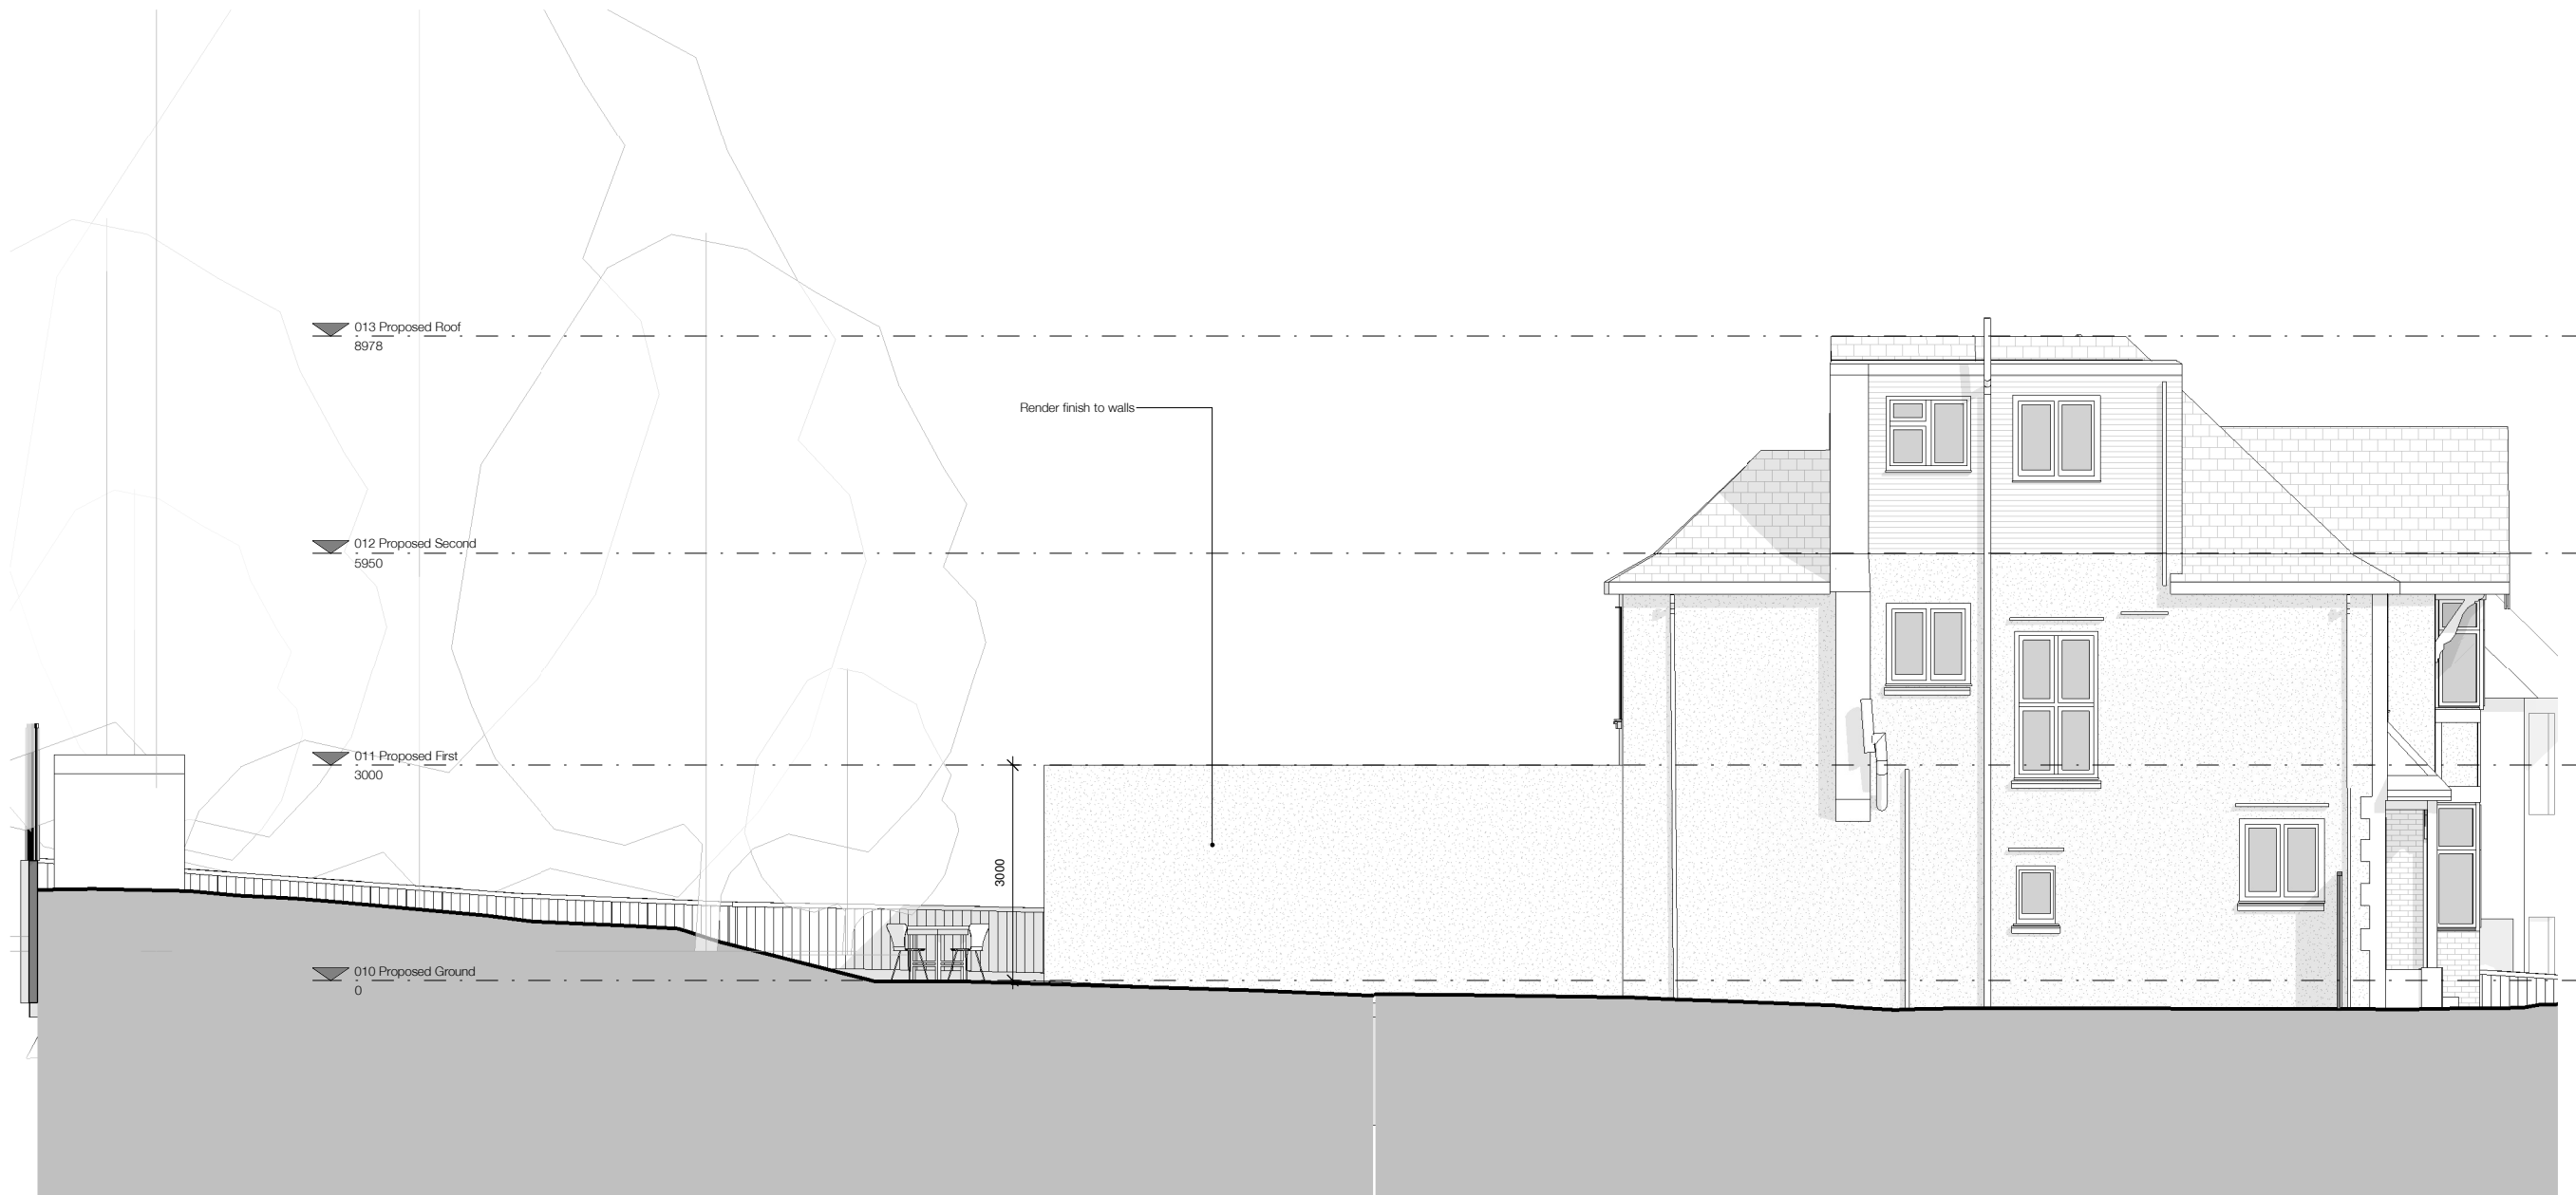 013 Proposed Roof
8978
Render finish to walls
012 Proposed Second
5950
011 Proposed First
3000
3000
010 Proposed Ground
0